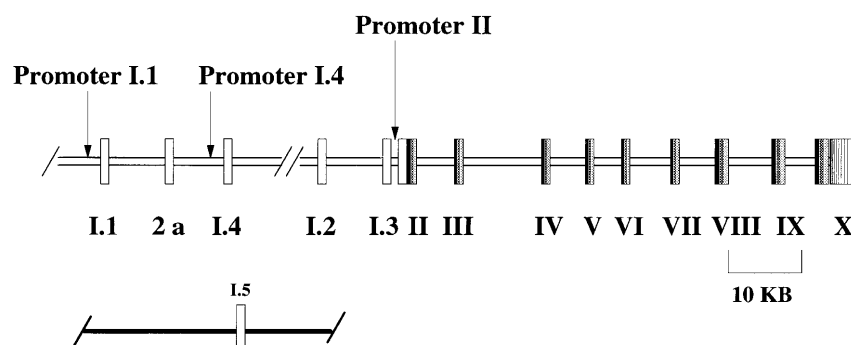 Promoter II
Promoter I.1 Promoter I.4
I.1 2 a I.4 I.2 I.3 II III IV V VI VII VIII IX X
10 KB
I.5